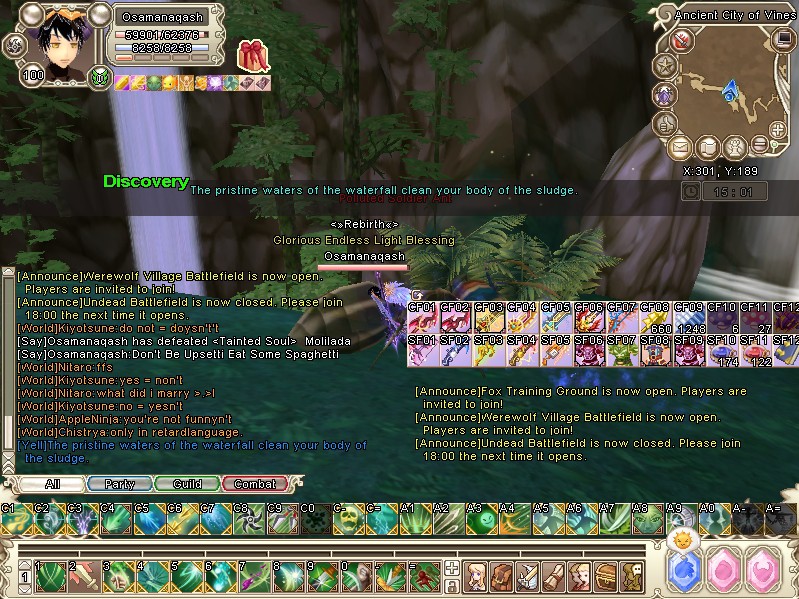 Osamanaqash
59901/62376
8258/8258
100
Ancient City of Vines
X:301, Y:189
15 : 01
Discovery
The pristine waters of the waterfall clean your body of the sludge.
Polluted Soldier Ant
<»Rebirth«>
Glorious Endless Light Blessing
Osamanaqash
[Announce]Werewolf Village Battlefield is now open.
Players are invited to join!
[Announce]Undead Battlefield is now closed. Please join
18:00 the next time it opens.
[World]Kiyotsune:do not = doysn't't
[Say]Osamanaqash has defeated <Tainted Soul> Molilada
[Say]Osamanaqash:Don't Be Upsetti Eat Some Spaghetti
[World]Nitaro:ffs
[World]Kiyotsune:yes = non't
[World]Nitaro:what did i marry >.>l
[World]Kiyotsune:no = yesn't
[World]AppleNinja:you're not funnyn't
[World]Chistrya:only in retardlanguage.
[Yell]The pristine waters of the waterfall clean your body of
the sludge.
CF01 CF02 CF03 CF04 CF05 CF06 CF07 CF08 CF09 CF10 CF11 CF12
660 1248 6 27
SF01 SF02 SF03 SF04 SF05 SF06 SF07 SF08 SF09 SF10 SF11 SF12
174 122
[Announce]Fox Training Ground is now open. Players are
invited to join!
[Announce]Werewolf Village Battlefield is now open.
Players are invited to join!
[Announce]Undead Battlefield is now closed. Please join
18:00 the next time it opens.
All Party Guild Combat
C1 C2 C3 C4 C5 C6 C7 C8 C9 C0 C- C= A1 A2 A3 A4 A5 A6 A7 A8 A9 A0 A- A=
1 1 2 3 4 5 6 7 8 9 0 - =